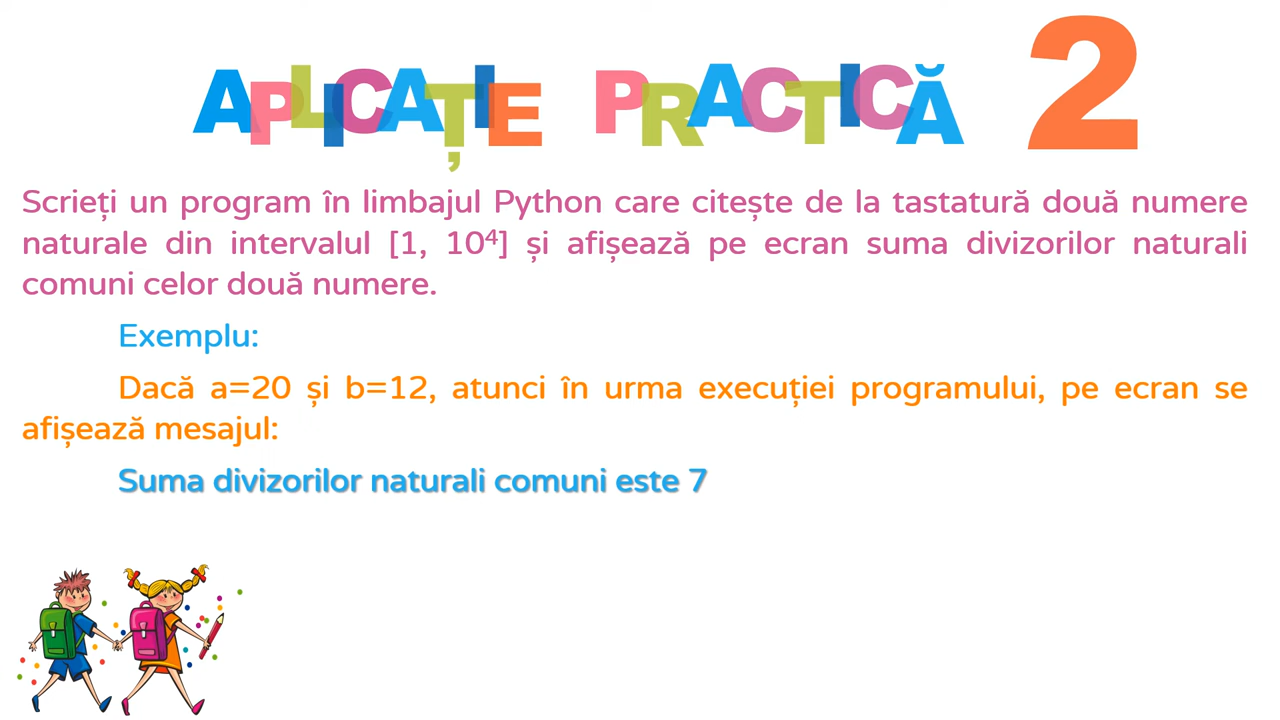 APLICAȚIE PRACTICĂ 2
Scrieți un program în limbajul Python care citește de la tastatură două numere
naturale din intervalul [1, 10⁴] și afișează pe ecran suma divizorilor naturali
comuni celor două numere.
Exemplu:
Dacă a=20 și b=12, atunci în urma execuției programului, pe ecran se
afișează mesajul:
Suma divizorilor naturali comuni este 7